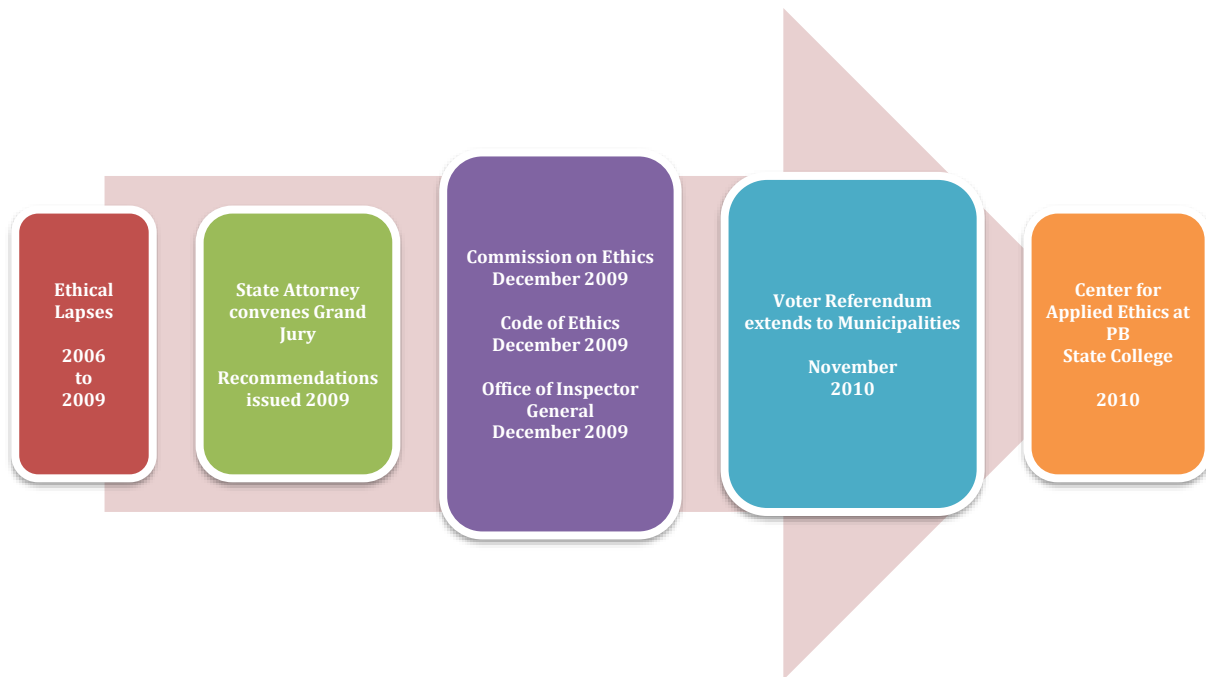 Ethical
Lapses
2006
to
2009
State Attorney
convenes Grand
Jury
Recommendations
issued 2009
Commission on Ethics
December 2009
Code of Ethics
December 2009
Office of Inspector
General
December 2009
Voter Referendum
extends to Municipalities
November
2010
Center for
Applied Ethics at
PB
State College
2010